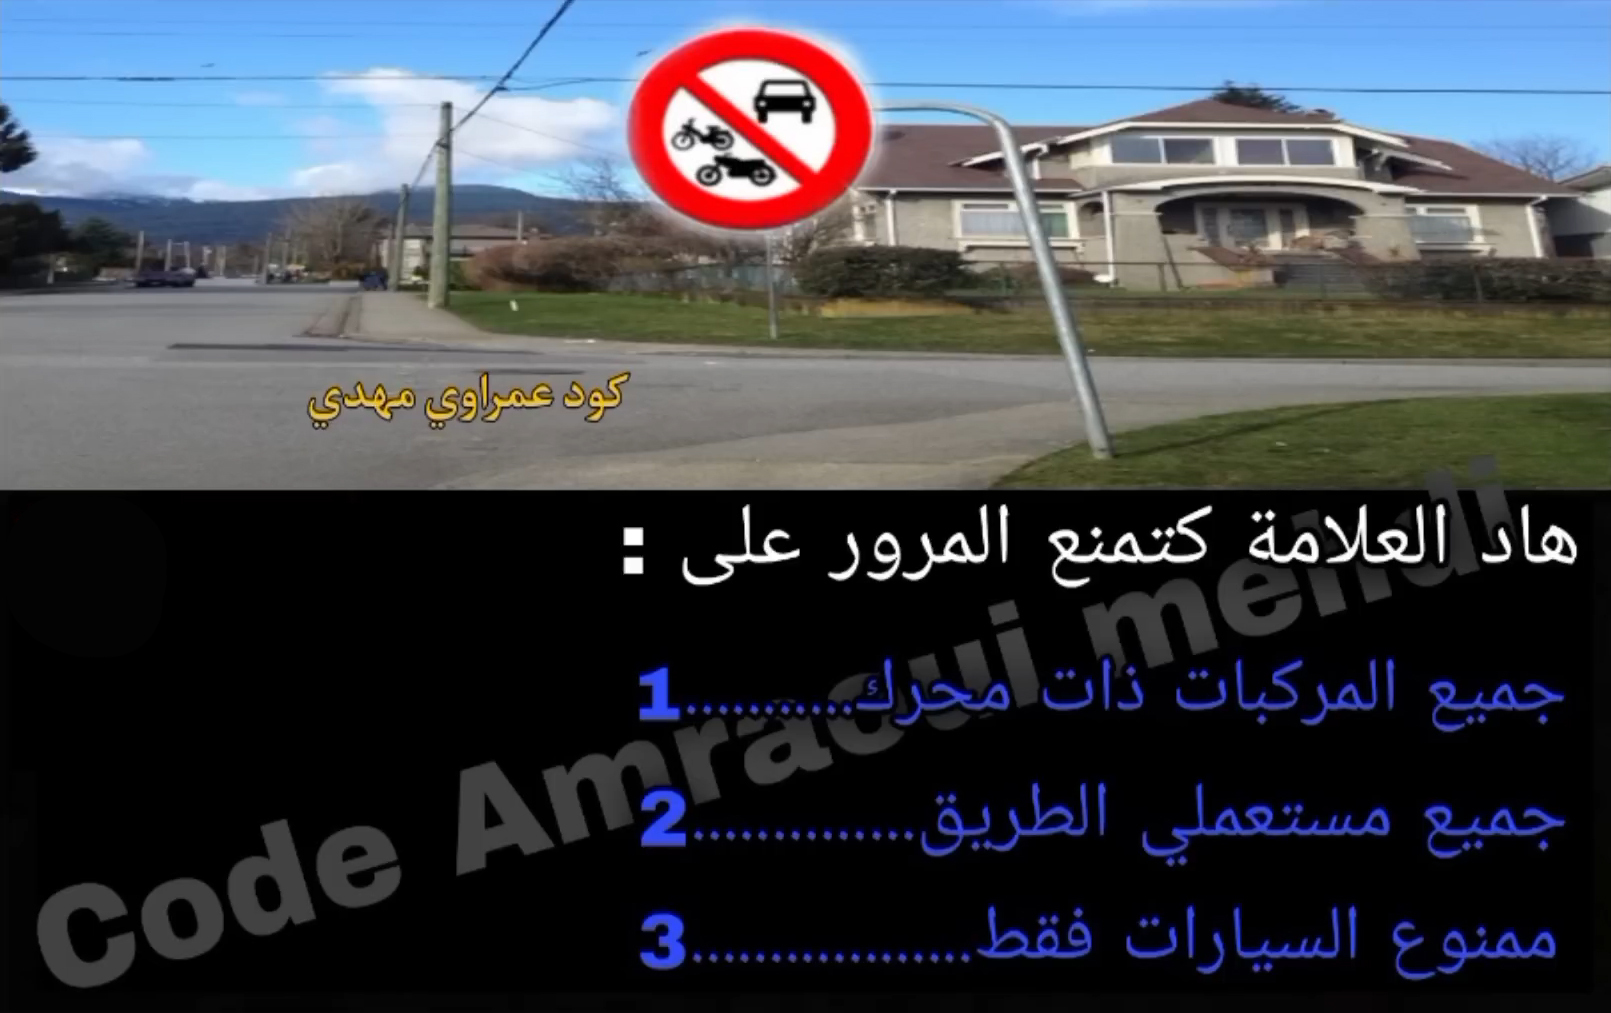 كود عمراوي مهدي
هاد العلامة كتمنع المرور على :
جميع المركبات ذات محرك...........1
جميع مستعملي الطريق..............2
ممنوع السيارات فقط..................3
Code Amraoui mehdi